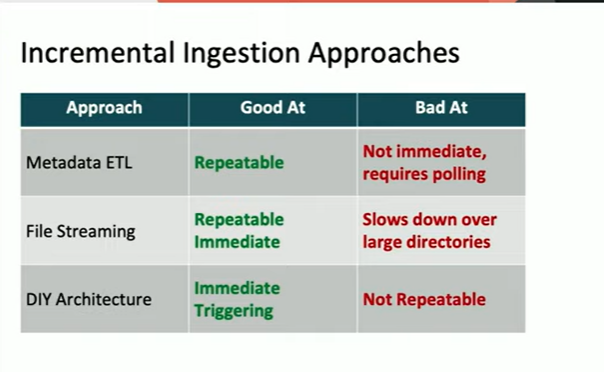 Incremental Ingestion Approaches
Approach
Good At
Bad At
Metadata ETL
Repeatable
Not immediate,
requires polling
File Streaming
Repeatable
Immediate
Slows down over
large directories
DIY Architecture
Immediate
Triggering
Not Repeatable